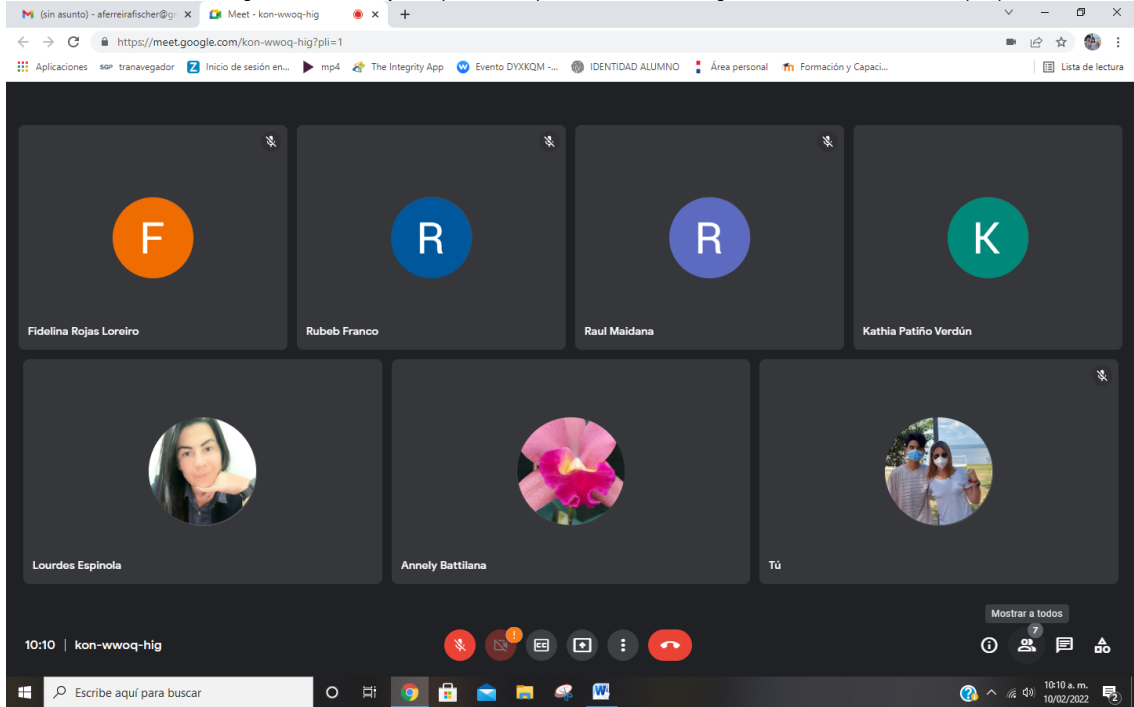 (sin asunto) - aferreirafischer@gr
Meet - kon-wwoq-hig
https://meet.google.com/kon-wwoq-hig?pli=1
Aplicaciones
SGP tranavegador
Z Inicio de sesión en...
mp4
The Integrity App
W Evento DYXKQM -...
IDENTIDAD ALUMNO
Área personal
m Formación y Capaci...
Lista de lectura
F
R
R
K
Fidelina Rojas Loreiro
Rubeb Franco
Raul Maidana
Kathia Patiño Verdún
Lourdes Espinola
Annely Battilana
Tú
Mostrar a todos
7
10:10 | kon-wwoq-hig
Escribe aquí para buscar
10:10 a. m.
10/02/2022
2